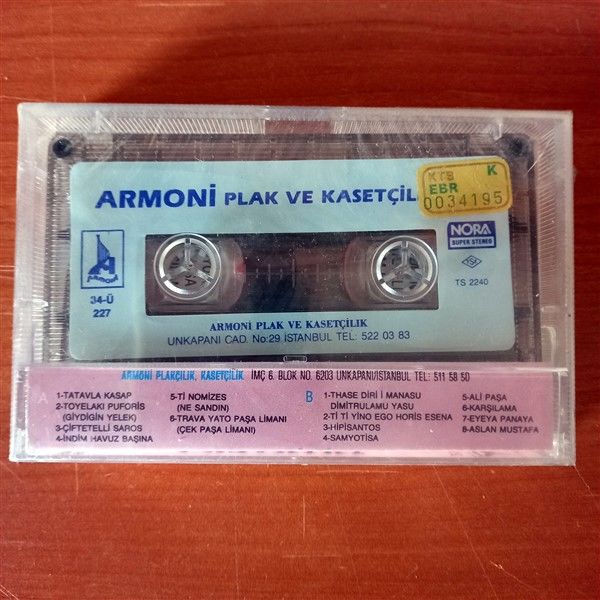 ARMONİ PLAK VE KASETÇİL
KTB K
EBR
0034195
NORA
SUPER STEREO
ARMONİ
TSE
34-Ü
227
TS 2240
ARMONI PLAK VE KASETÇİLIK
UNKAPANI CAD. No:29 İSTANBUL TEL: 522 03 83
ARMONİ PLAKÇILIK, KASETÇİLİK İMÇ 6. BLOK NO. 6203 UNKAPANI/İSTANBUL TEL: 511 58 50
A
1-TATAVLA KASAP
2-TOYELAKI PUFORIS
(GİYDİGİN YELEK)
3-ÇİFTETELLİ SAROS
4-İNDİM HAVUZ BAŞINA
5-Tİ NOMİZES
(NE SANDIN)
6-TRAVA YATO PAŞA LİMANI
(ÇEK PAŞA LİMANI)
B
1-THASE DİRİ İ MANASU
DİMİTRULAMU YASU
2-Tİ Tİ YİNO EGO HORİS ESENA
3-HİPİSANTOS
4-SAMYOTİSA
5-ALİ PAŞA
6-KARŞILAMA
7-EYEYA PANAYA
8-ASLAN MUSTAFA